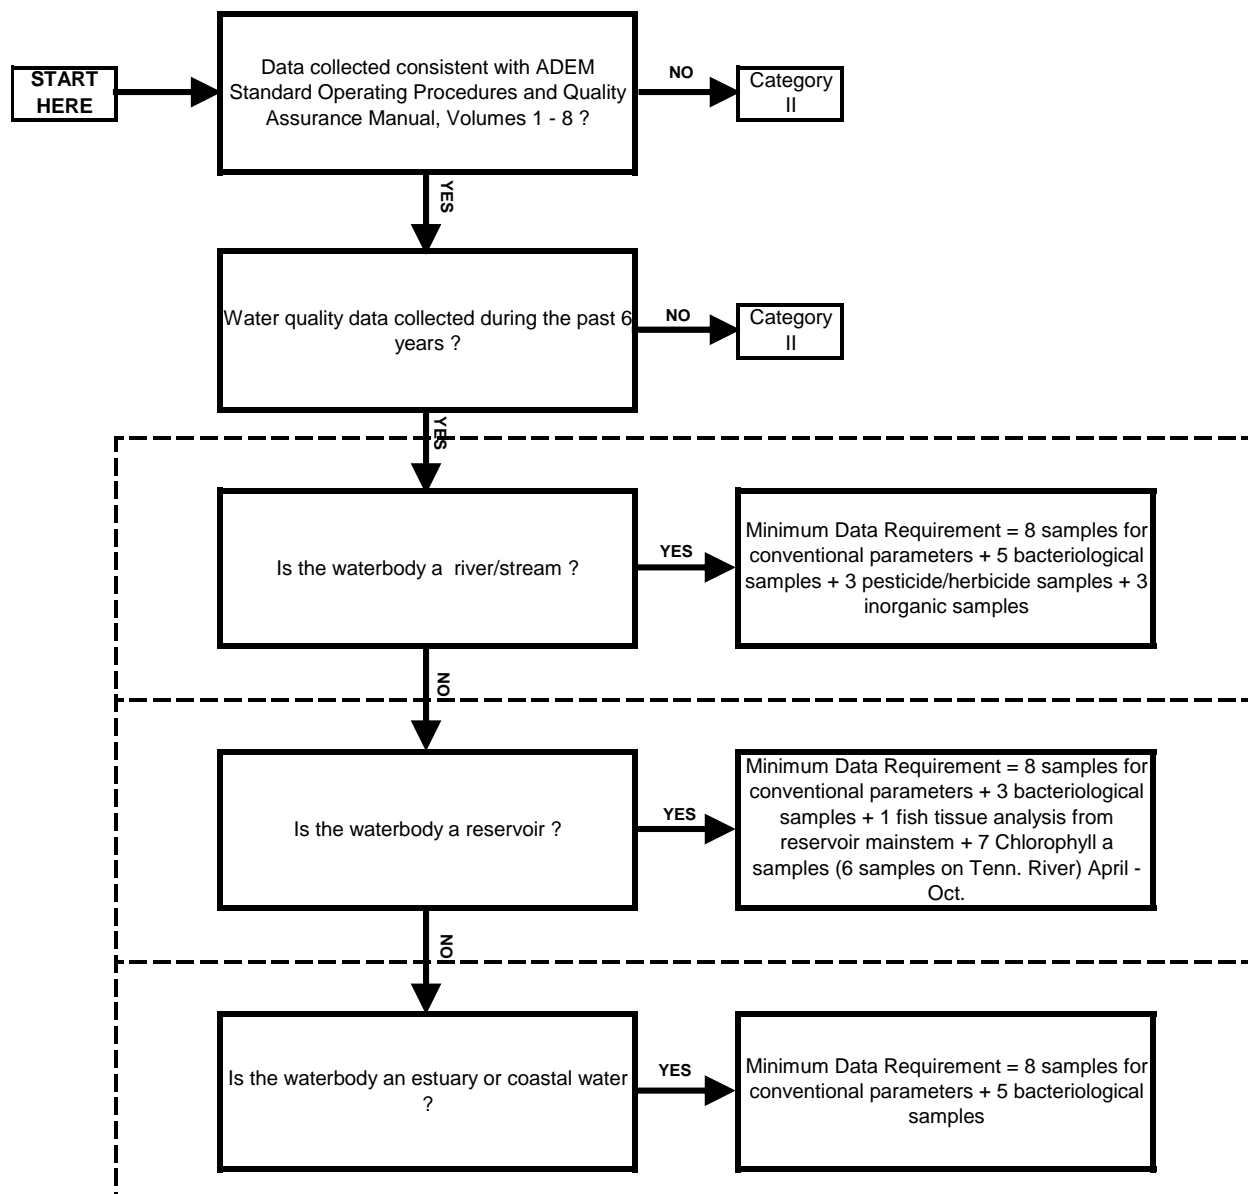 START
HERE
Data collected consistent with ADEM
Standard Operating Procedures and Quality
Assurance Manual, Volumes 1 - 8 ?
NO
Category
II
YES
Water quality data collected during the past 6
years ?
NO
Category
II
YES
Is the waterbody a river/stream ?
YES
Minimum Data Requirement = 8 samples for
conventional parameters + 5 bacteriological
samples + 3 pesticide/herbicide samples + 3
inorganic samples
NO
Is the waterbody a reservoir ?
YES
Minimum Data Requirement = 8 samples for
conventional parameters + 3 bacteriological
samples + 1 fish tissue analysis from
reservoir mainstem + 7 Chlorophyll a
samples (6 samples on Tenn. River) April -
Oct.
NO
Is the waterbody an estuary or coastal water
?
YES
Minimum Data Requirement = 8 samples for
conventional parameters + 5 bacteriological
samples